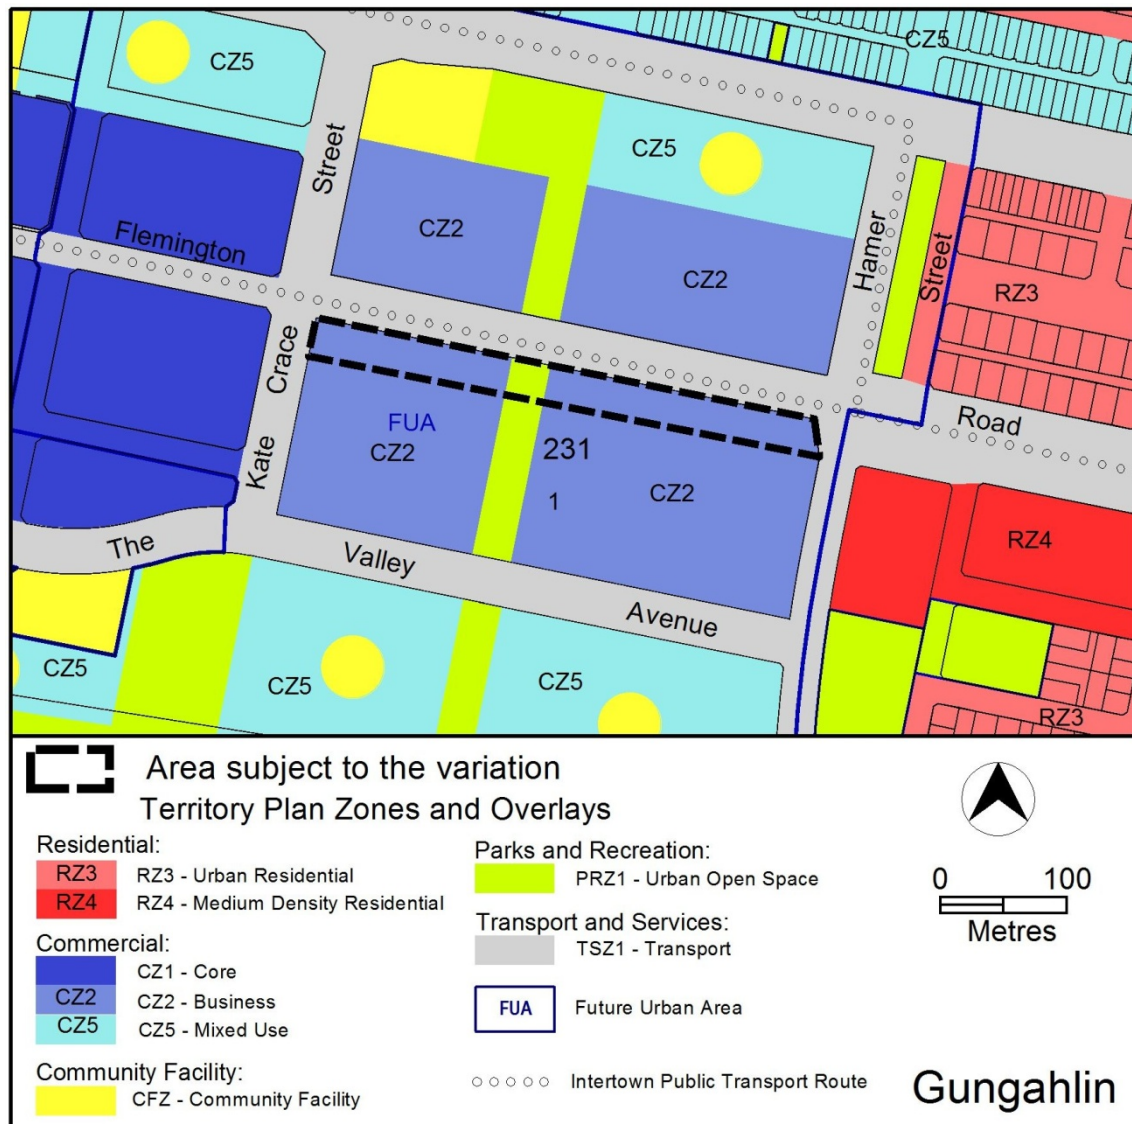 CZ5
CZ5
CZ5
Street
Flemington
CZ2
CZ2
Hamer
Street
RZ3
Kate Crace
FUA
CZ2
231
1
CZ2
Road
RZ4
The
Valley
Avenue
CZ5
CZ5
CZ5
RZ3
Area subject to the variation
Territory Plan Zones and Overlays
Residential:
RZ3 RZ3 - Urban Residential
RZ4 RZ4 - Medium Density Residential
Commercial:
CZ1 - Core
CZ2 CZ2 - Business
CZ5 CZ5 - Mixed Use
Community Facility:
CFZ - Community Facility
Parks and Recreation:
PRZ1 - Urban Open Space
Transport and Services:
TSZ1 - Transport
FUA Future Urban Area
Intertown Public Transport Route
0 100
Metres
Gungahlin